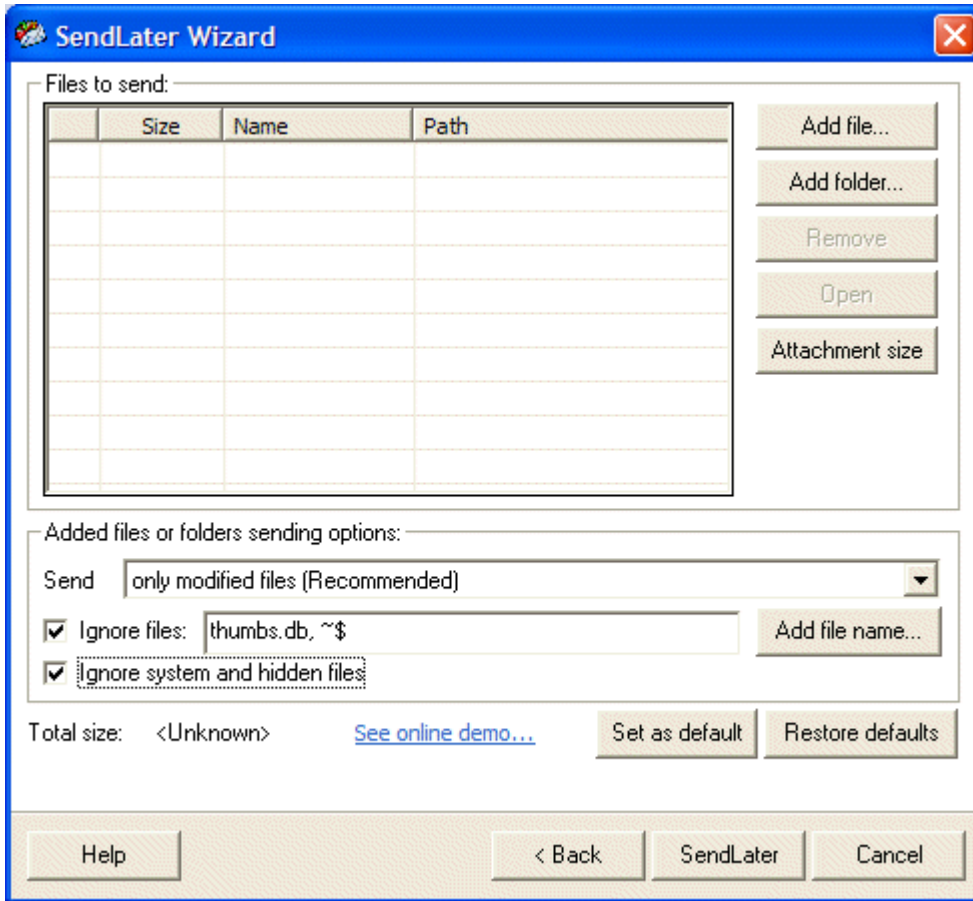 SendLater Wizard
Files to send:
Size Name Path
Add file...
Add folder...
Remove
Open
Attachment size
Added files or folders sending options:
Send only modified files (Recommended)
Ignore files: thumbs.db, ~$ Add file name...
Ignore system and hidden files
Total size: <Unknown> See online demo... Set as default Restore defaults
Help < Back SendLater Cancel